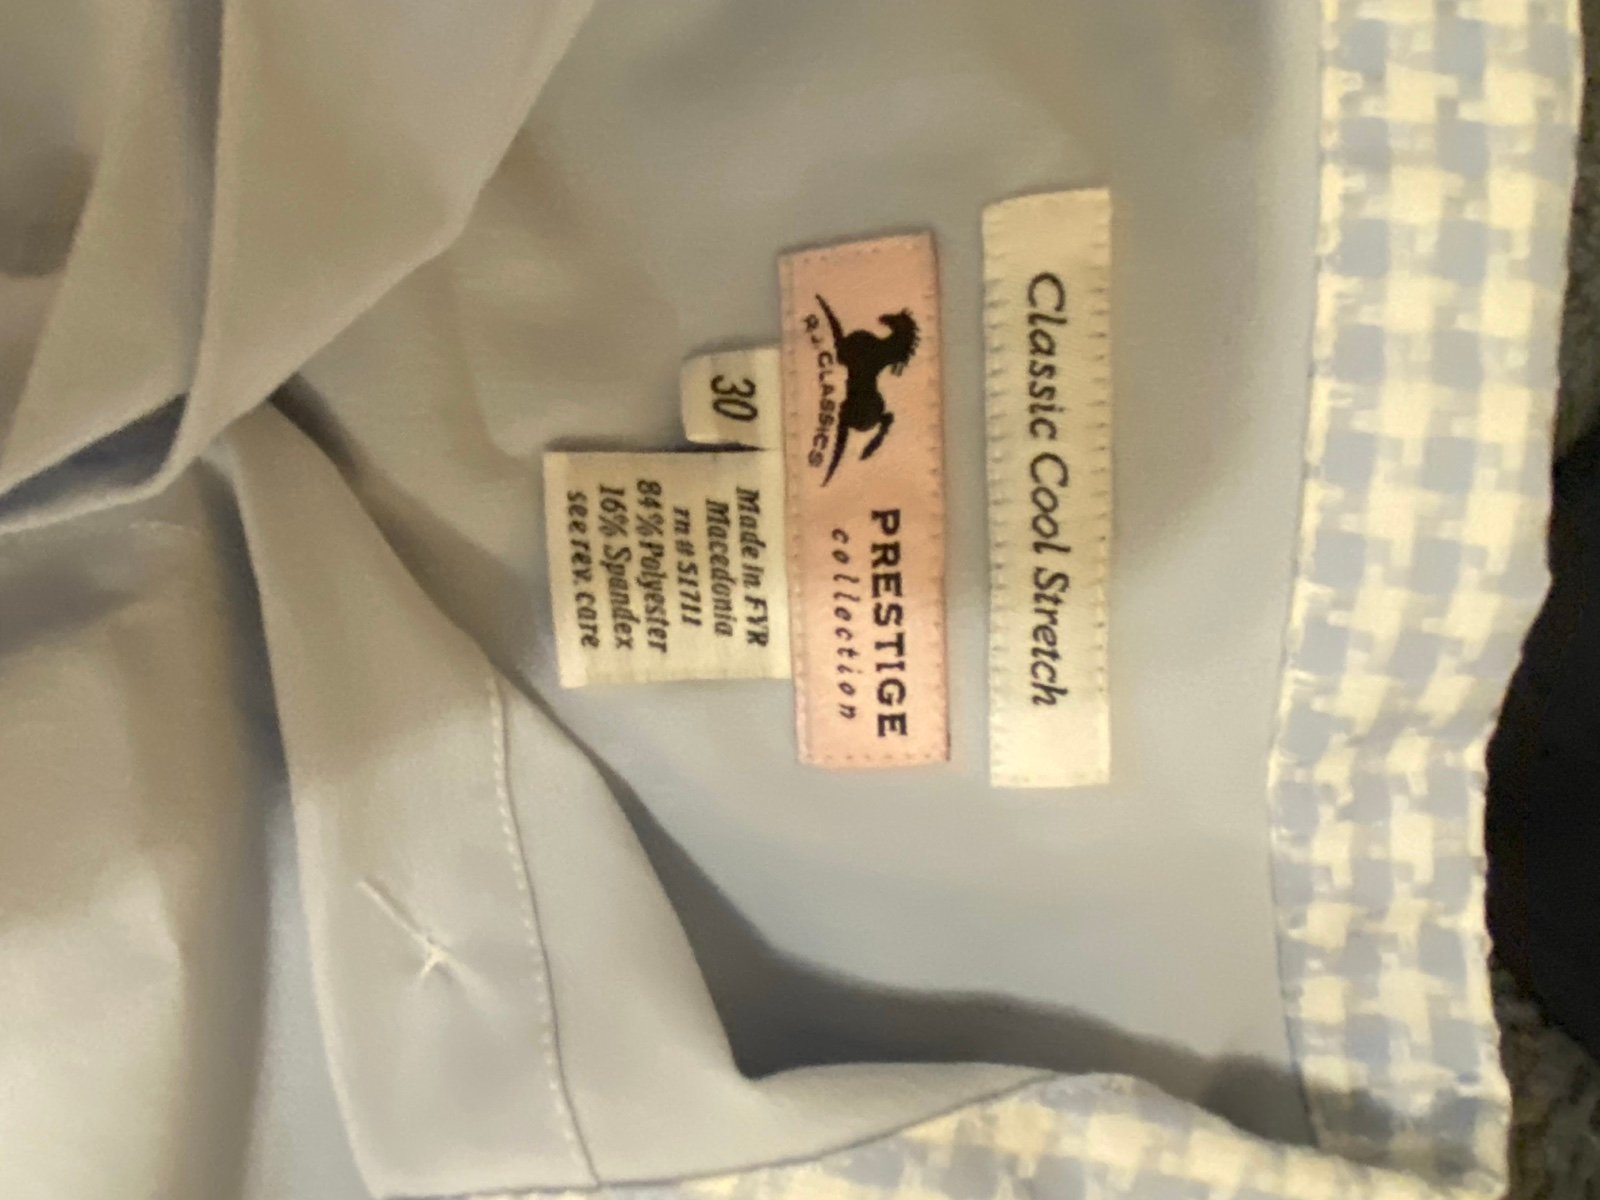 Classic Cool Stretch
R.J. CLASSICS
PRESTIGE
collection
30
Made in FYR
Macedonia
rn # 51711
84% Polyester
16% Spandex
see rev. care